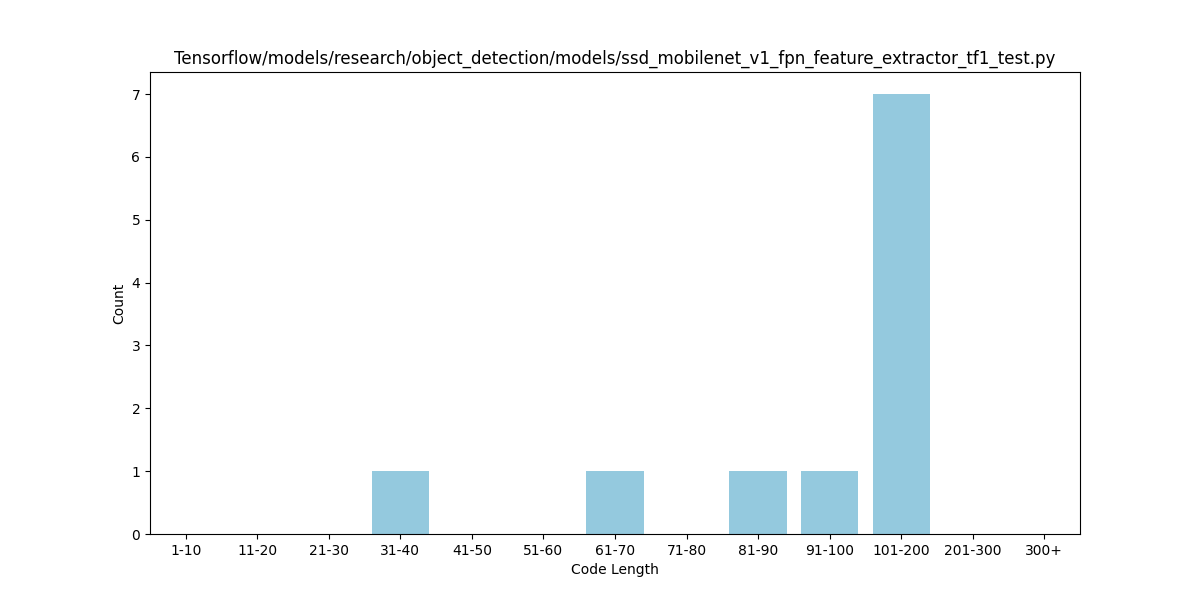 Tensorflow/models/research/object_detection/models/ssd_mobilenet_v1_fpn_feature_extractor_tf1_test.py
7
6
5
4
3
2
1
0
Count
1-10 11-20 21-30 31-40 41-50 51-60 61-70 71-80 81-90 91-100 101-200 201-300 300+
Code Length